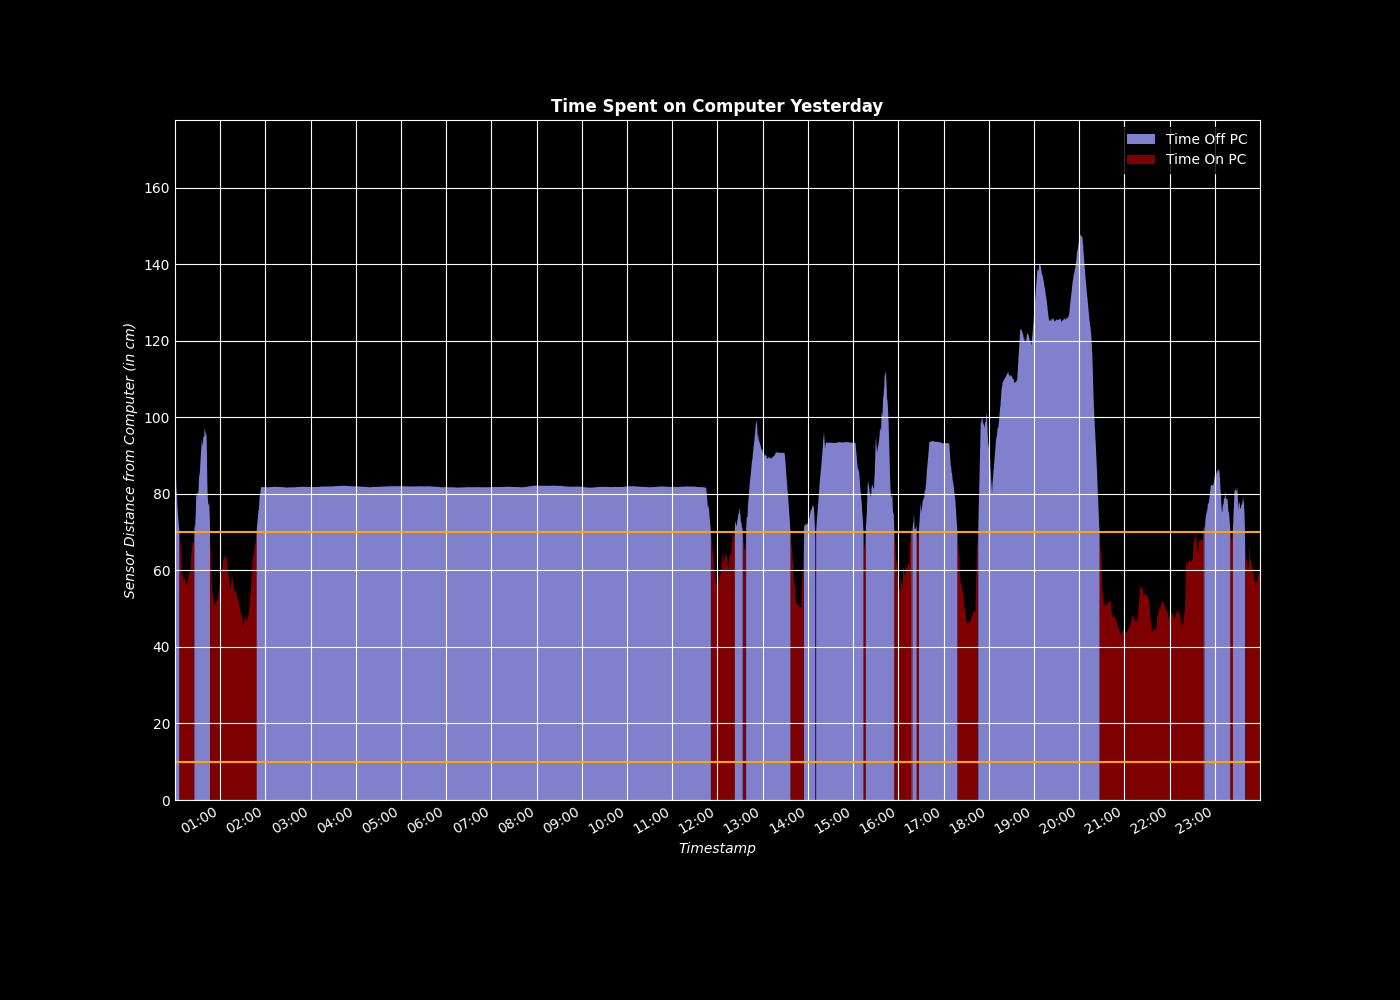 Time Spent on Computer Yesterday
Time Off PC
Time On PC
Sensor Distance from Computer (in cm)
160
140
120
100
80
60
40
20
0
01:00 02:00 03:00 04:00 05:00 06:00 07:00 08:00 09:00 10:00 11:00 12:00 13:00 14:00 15:00 16:00 17:00 18:00 19:00 20:00 21:00 22:00 23:00
Timestamp